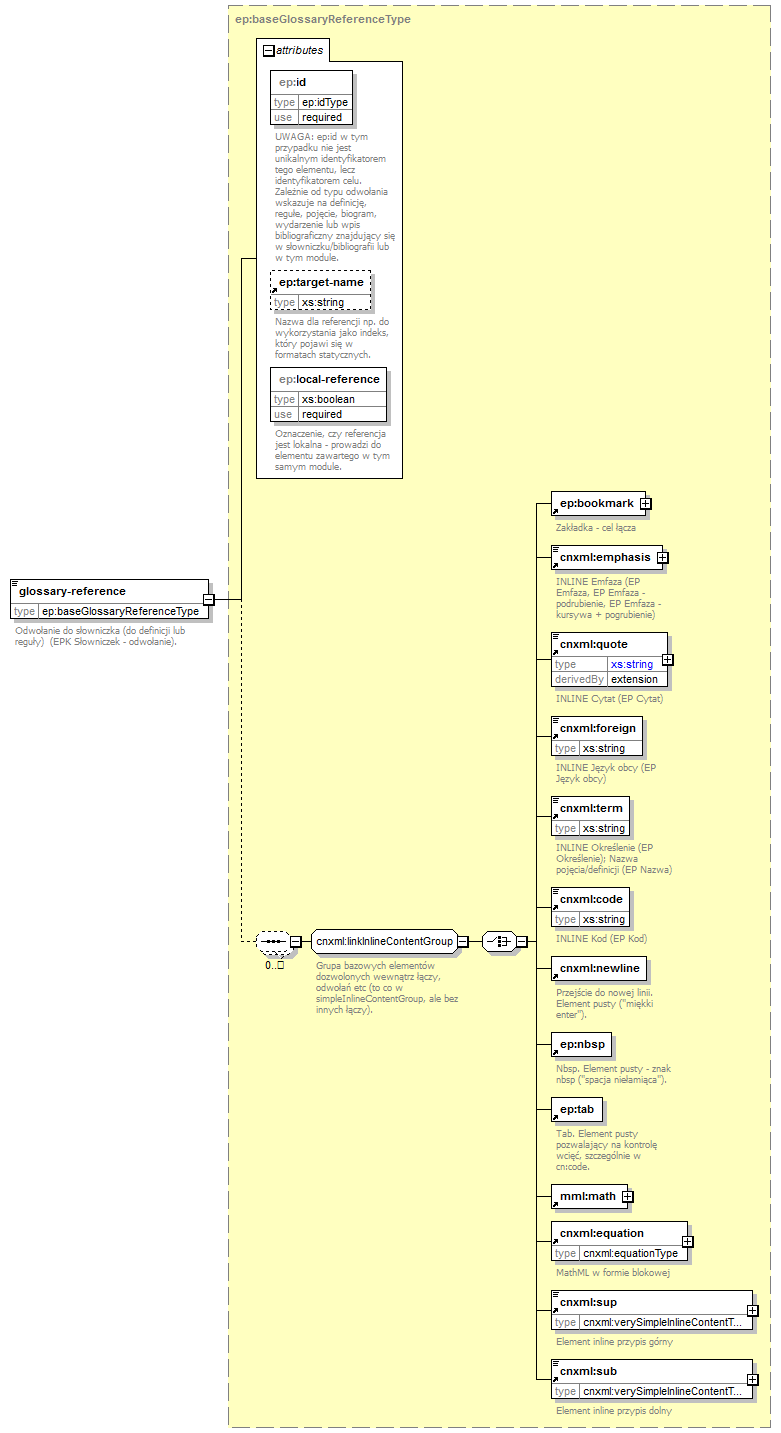 ep:baseGlossaryReferenceType
attributes
ep:id
type ep:idType
use required
UWAGA: ep:id w tym
przypadku nie jest
unikalnym identyfikatorem
tego elementu, lecz
identyfikatorem celu.
Zależnie od typu odwołania
wskazuje na definicję,
regułę, pojęcie, biogram,
wydarzenie lub wpis
bibliograficzny znajdujący się
w słowniczku/bibliografii lub
w tym module.
ep:target-name
type xs:string
Nazwa dla referencji np. do
wykorzystania jako indeks,
który pojawi się w
formatach statycznych.
ep:local-reference
type xs:boolean
use required
Oznaczenie, czy referencja
jest lokalna - prowadzi do
elementu zawartego w tym
samym module.
glossary-reference
type ep:baseGlossaryReferenceType
Odwołanie do słowniczka (do definicji lub
reguły) (EPK Słowniczek - odwołanie).
0..□
cnxml:linkInlineContentGroup
Grupa bazowych elementów
dozwolonych wewnątrz łączy,
odwołań etc (to co w
simpleInlineContentGroup, ale bez
innych łączy).
ep:bookmark
Zakładka - cel łącza
cnxml:emphasis
INLINE Emfaza (EP
Emfaza, EP Emfaza -
podrubienie, EP Emfaza -
kursywa + pogrubienie)
cnxml:quote
type xs:string
derivedBy extension
INLINE Cytat (EP Cytat)
cnxml:foreign
type xs:string
INLINE Język obcy (EP
Język obcy)
cnxml:term
type xs:string
INLINE Określenie (EP
Określenie); Nazwa
pojęcia/definicji (EP Nazwa)
cnxml:code
type xs:string
INLINE Kod (EP Kod)
cnxml:newline
Przejście do nowej linii.
Element pusty ("miękki
enter").
ep:nbsp
Nbsp. Element pusty - znak
nbsp ("spacja niełamiąca").
ep:tab
Tab. Element pusty
pozwalający na kontrolę
wcięć, szczególnie w
cn:code.
mml:math
cnxml:equation
type cnxml:equationType
MathML w formie blokowej
cnxml:sup
type cnxml:verySimpleInlineContentT...
Element inline przypis górny
cnxml:sub
type cnxml:verySimpleInlineContentT...
Element inline przypis dolny